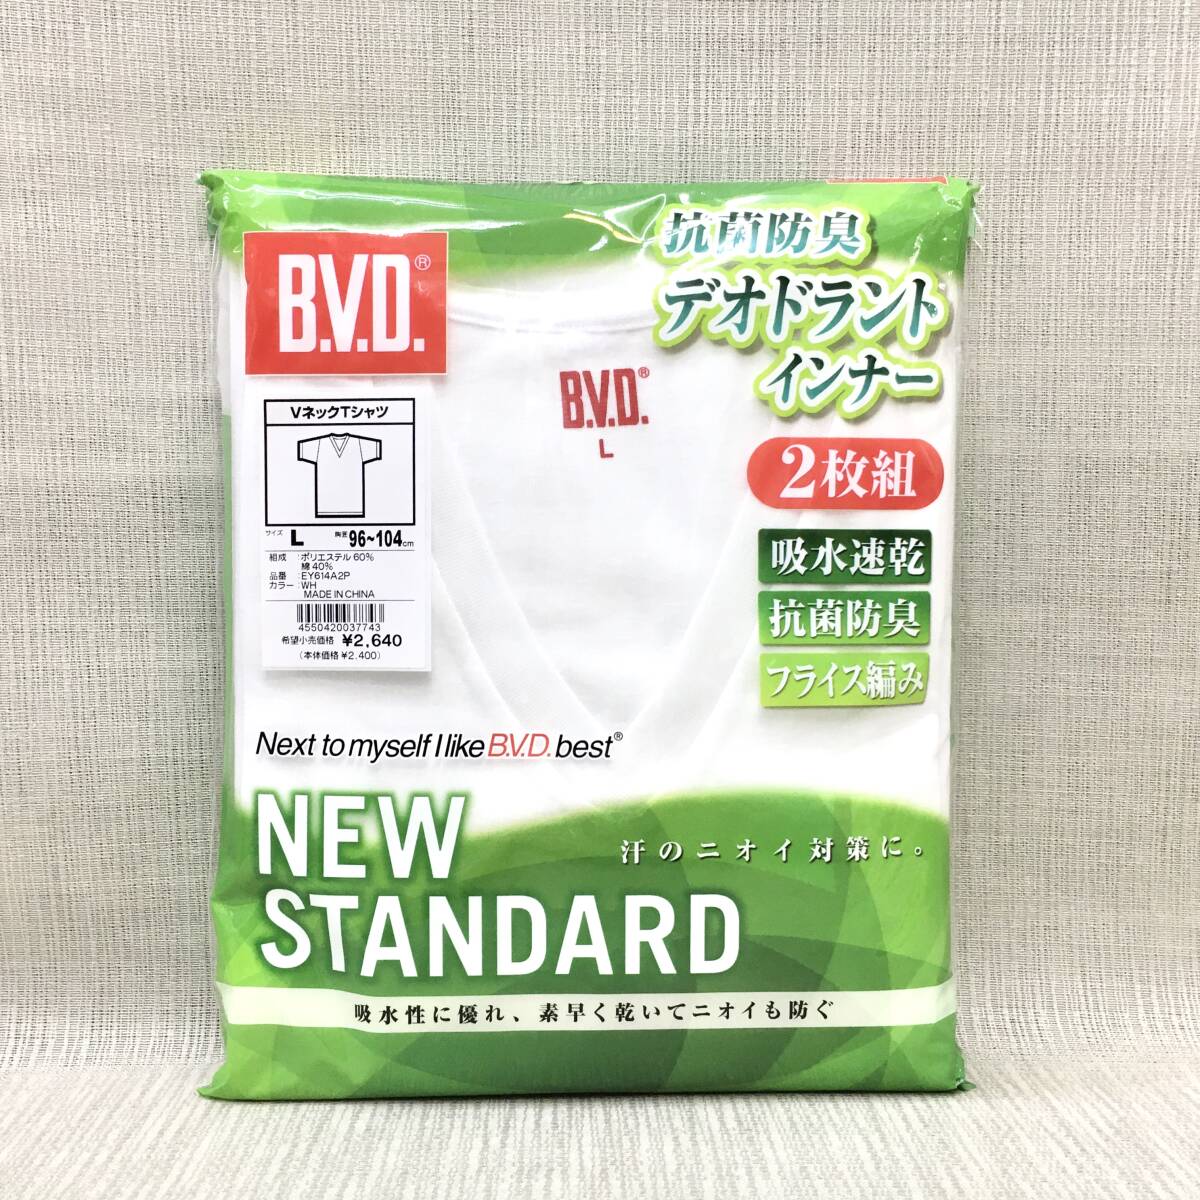 B.V.D.®
VネックTシャツ
サイズ L 胸囲 96~104cm
組成 :ポリエステル 60%
綿 40%
品番 :EY614A2P
カラー :WH
MADE IN CHINA
4550420037743
希望小売価格 ¥2,640
(本体価格 ¥2,400)
B.V.D.®
L
抗菌防臭
デオドラント
インナー
2枚組
吸水速乾
抗菌防臭
フライス編み
Next to myself I like B.V.D. best®
NEW
STANDARD
汗のニオイ対策に。
吸水性に優れ、素早く乾いてニオイも防ぐ